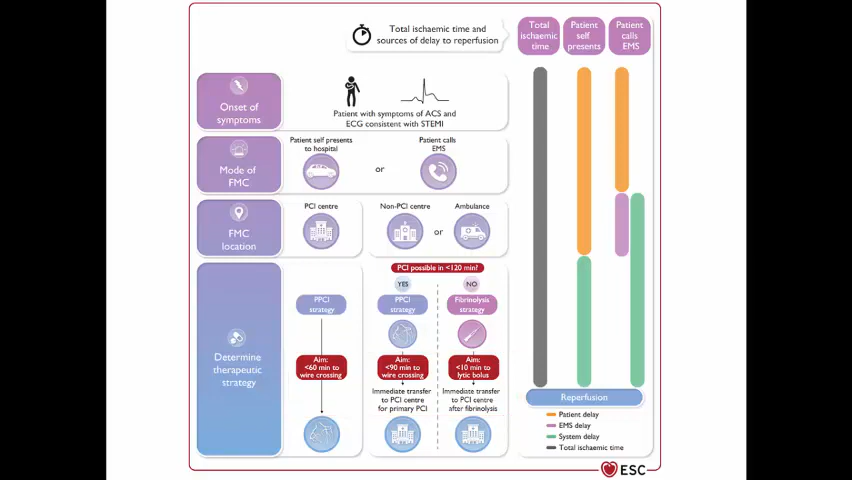 Total ischaemic time and
sources of delay to reperfusion
Total
ischaemic
time
Patient
self
presents
Patient
calls
EMS
Onset of
symptoms
Patient with symptoms of ACS and
ECG consistent with STEMI
Mode of
FMC
Patient self presents
to hospital
or
Patient calls
EMS
FMC
location
PCI centre
Non-PCI centre
or
Ambulance
Determine
therapeutic
strategy
PCI possible in <120 min?
YES
NO
PPCI
strategy
PPCI
strategy
Fibrinolysis
strategy
Aim:
<60 min to
wire crossing
Aim:
<90 min to
wire crossing
Aim:
<10 min to
lytic bolus
Immediate transfer
to PCI centre
for primary PCI
Immediate transfer
to PCI centre
after fibrinolysis
Reperfusion
Patient delay
EMS delay
System delay
Total ischaemic time
ESC